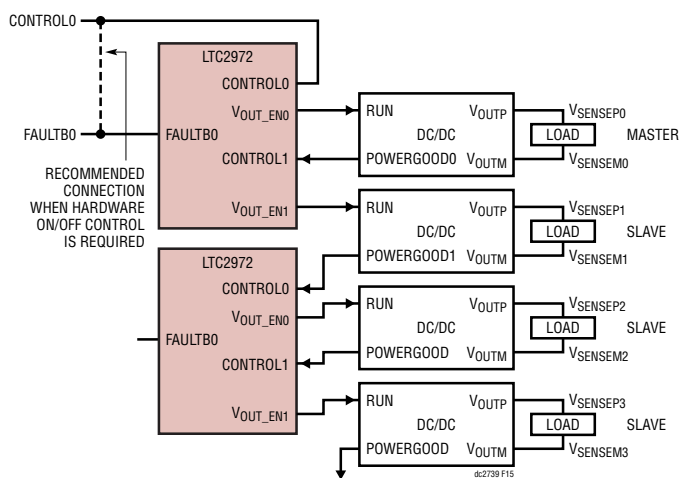 CONTROL0
LTC2972
CONTROL0
VOUT_EN0
FAULTB0
FAULTB0
CONTROL1
VOUT_EN1
RECOMMENDED
CONNECTION
WHEN HARDWARE
ON/OFF CONTROL
IS REQUIRED
RUN VOUTP
DC/DC
POWERGOOD0 VOUTM
VSENSEP0
LOAD MASTER
VSENSEM0
RUN VOUTP
DC/DC
POWERGOOD1 VOUTM
VSENSEP1
LOAD SLAVE
VSENSEM1
LTC2972
CONTROL0
VOUT_EN0
FAULTB0
CONTROL1
VOUT_EN1
RUN VOUTP
DC/DC
POWERGOOD VOUTM
VSENSEP2
LOAD SLAVE
VSENSEM2
RUN VOUTP
DC/DC
POWERGOOD VOUTM
VSENSEP3
LOAD SLAVE
VSENSEM3
dc2739 F15